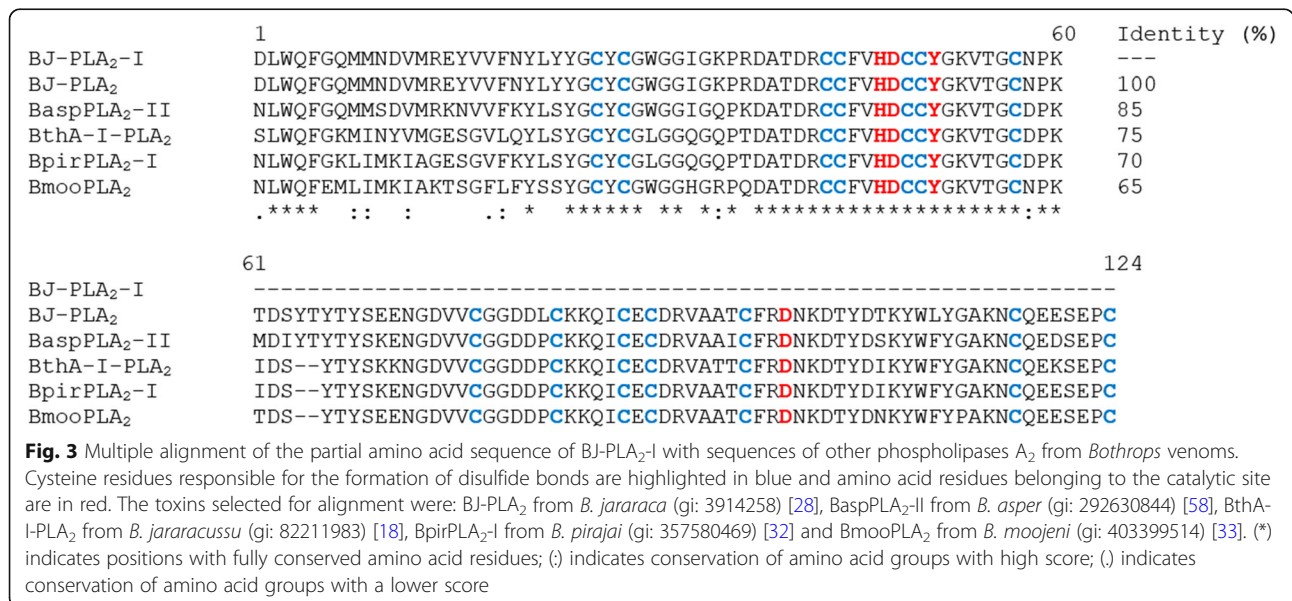 1 60 Identity (%)
BJ-PLA₂-I DLWQFGQMMNDVMREYVVFNYLYYGCYCGWGGIGKPRDATDRCCFVHDCCYGKVTGCNPK ---
BJ-PLA₂ DLWQFGQMMNDVMREYVVFNYLYYGCYCGWGGIGKPRDATDRCCFVHDCCYGKVTGCNPK 100
BaspPLA₂-II NLWQFGQMMSDVMRKNVVFKYLSYGCYCGWGGIGQPKDATDRCCFVHDCCYGKVTGCDPK 85
BthA-I-PLA₂ SLWQFGKMINYVMGESGVLQYLSYGCYCGLGGQGQPTDATDRCCFVHDCCYGKVTGCDPK 75
BpirPLA₂-I NLWQFGKLIMKIAGESGVFKYLSYGCYCGLGGQGQPTDATDRCCFVHDCCYGKVTGCDPK 70
BmooPLA₂ NLWQFEMLIMKIAKTSGFLFYSSYGCYCGWGGHGRPQDATDRCCFVHDCCYGKVTGCNPK 65
.**** :: : .: * ****** ** *:* *********************:**
61 124
BJ-PLA₂-I ----------------------------------------------------------------
BJ-PLA₂ TDSYTYTYSEENGDVVCGGDDLCKKQICECDRVAATCFRDNKDTYDTKYWLYGAKNCQEESEPC
BaspPLA₂-II MDIYTYTYSKENGDVVCGGDDPCKKQICECDRVAAICFRDNKDTYDSKYWFYGAKNCQEDSEPC
BthA-I-PLA₂ IDS--YTYSKKNGDVVCGGDDPCKKQICECDRVATTCFRDNKDTYDIKYWFYGAKNCQEKSEPC
BpirPLA₂-I IDS--YTYSKENGDVVCGGDDPCKKQICECDRVAATCFRDNKDTYDIKYWFYGAKNCQEESEPC
BmooPLA₂ TDS--YTYSKENGDVVCGGDDPCKKQICECDRVAATCFRDNKDTYDNKYWFYPAKNCQEESEPC
Fig. 3 Multiple alignment of the partial amino acid sequence of BJ-PLA₂-I with sequences of other phospholipases A₂ from Bothrops venoms.
Cysteine residues responsible for the formation of disulfide bonds are highlighted in blue and amino acid residues belonging to the catalytic site
are in red. The toxins selected for alignment were: BJ-PLA₂ from B. jararaca (gi: 3914258) [28], BaspPLA₂-II from B. asper (gi: 292630844) [58], BthA-
I-PLA₂ from B. jararacussu (gi: 82211983) [18], BpirPLA₂-I from B. pirajai (gi: 357580469) [32] and BmooPLA₂ from B. moojeni (gi: 403399514) [33]. (*)
indicates positions with fully conserved amino acid residues; (:) indicates conservation of amino acid groups with high score; (.) indicates
conservation of amino acid groups with a lower score